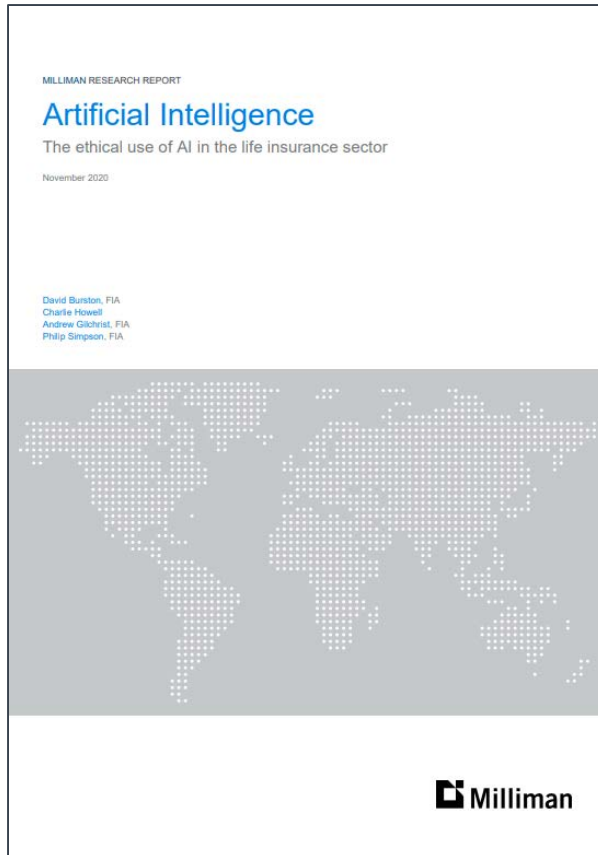 MILLIMAN RESEARCH REPORT
Artificial Intelligence
The ethical use of AI in the life insurance sector
November 2020
David Burston, FIA
Charlie Howell
Andrew Gilchrist, FIA
Philip Simpson, FIA
Milliman